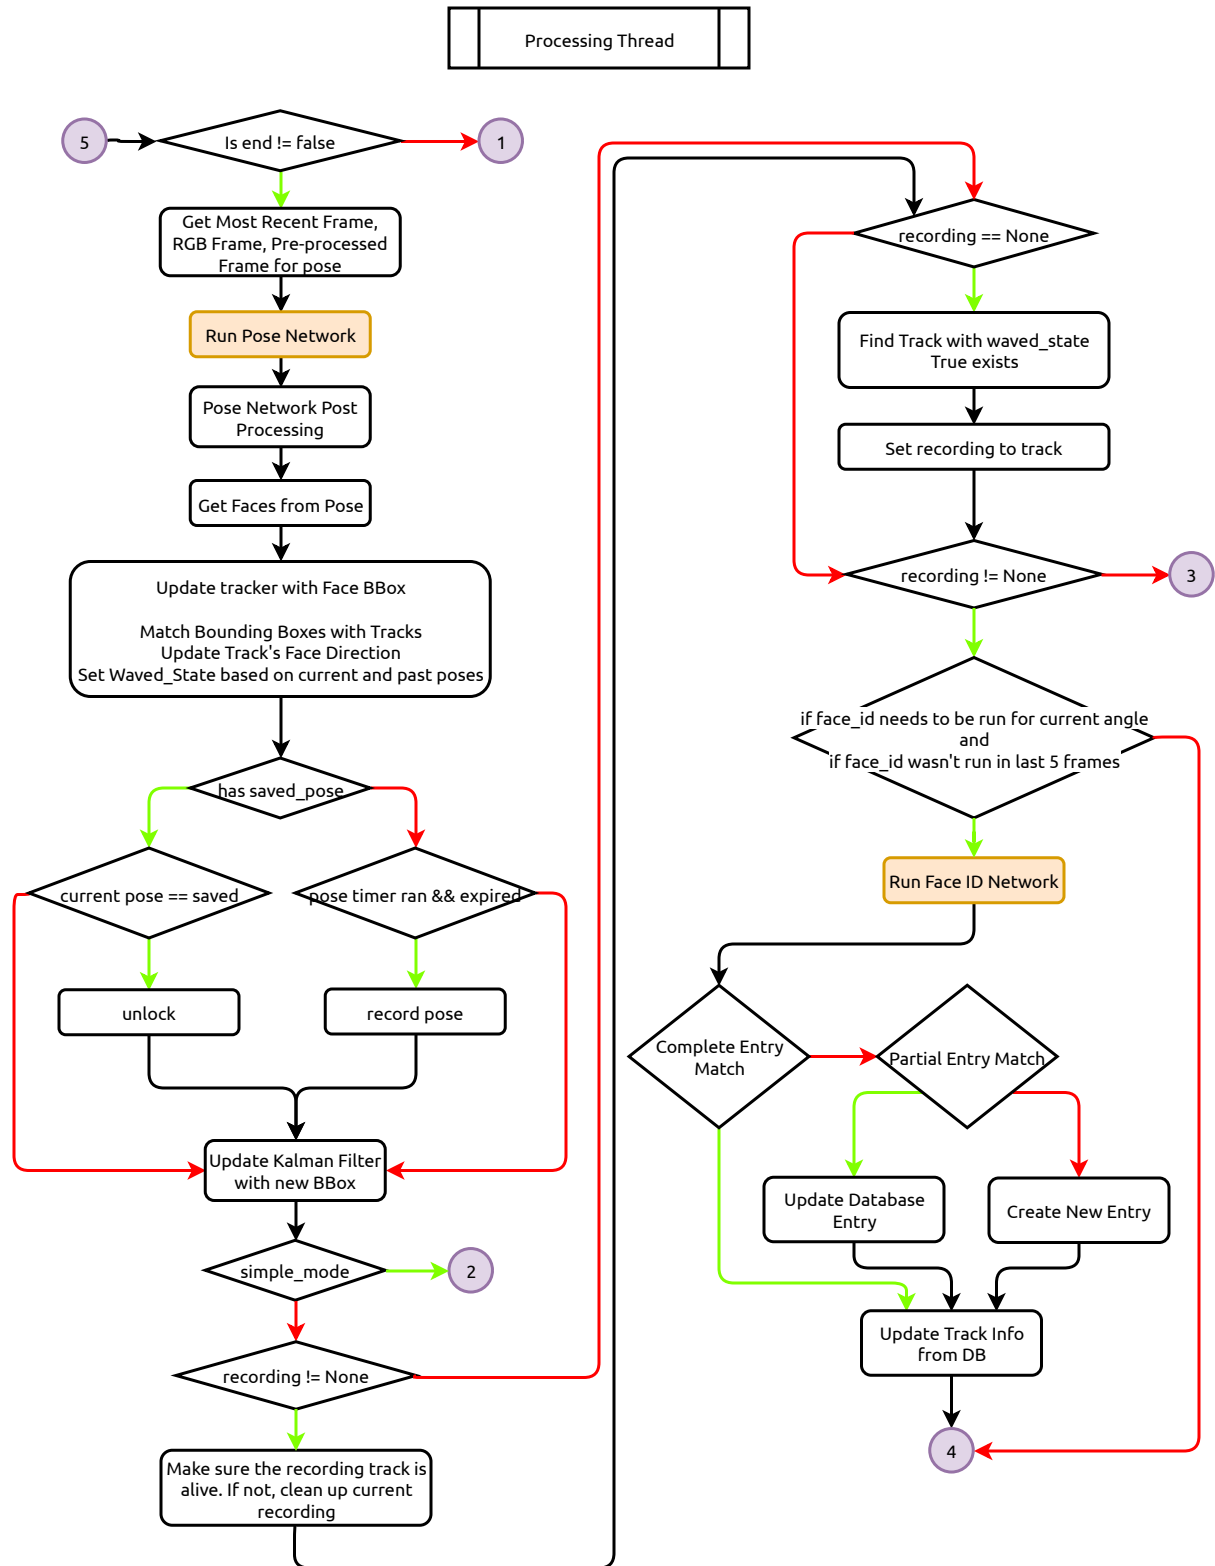 Processing Thread
5
Is end != false
1
Get Most Recent Frame,
RGB Frame, Pre-processed
Frame for pose
Run Pose Network
Pose Network Post
Processing
Get Faces from Pose
Update tracker with Face BBox
Match Bounding Boxes with Tracks
Update Track's Face Direction
Set Waved_State based on current and past poses
has saved_pose
current pose == saved
pose timer ran && expired
unlock
record pose
Update Kalman Filter
with new BBox
simple_mode
2
recording != None
Make sure the recording track is
alive. If not, clean up current
recording
recording == None
Find Track with waved_state
True exists
Set recording to track
recording != None
3
if face_id needs to be run for current angle
and
if face_id wasn't run in last 5 frames
Run Face ID Network
Complete Entry
Match
Partial Entry Match
Update Database
Entry
Create New Entry
Update Track Info
from DB
4